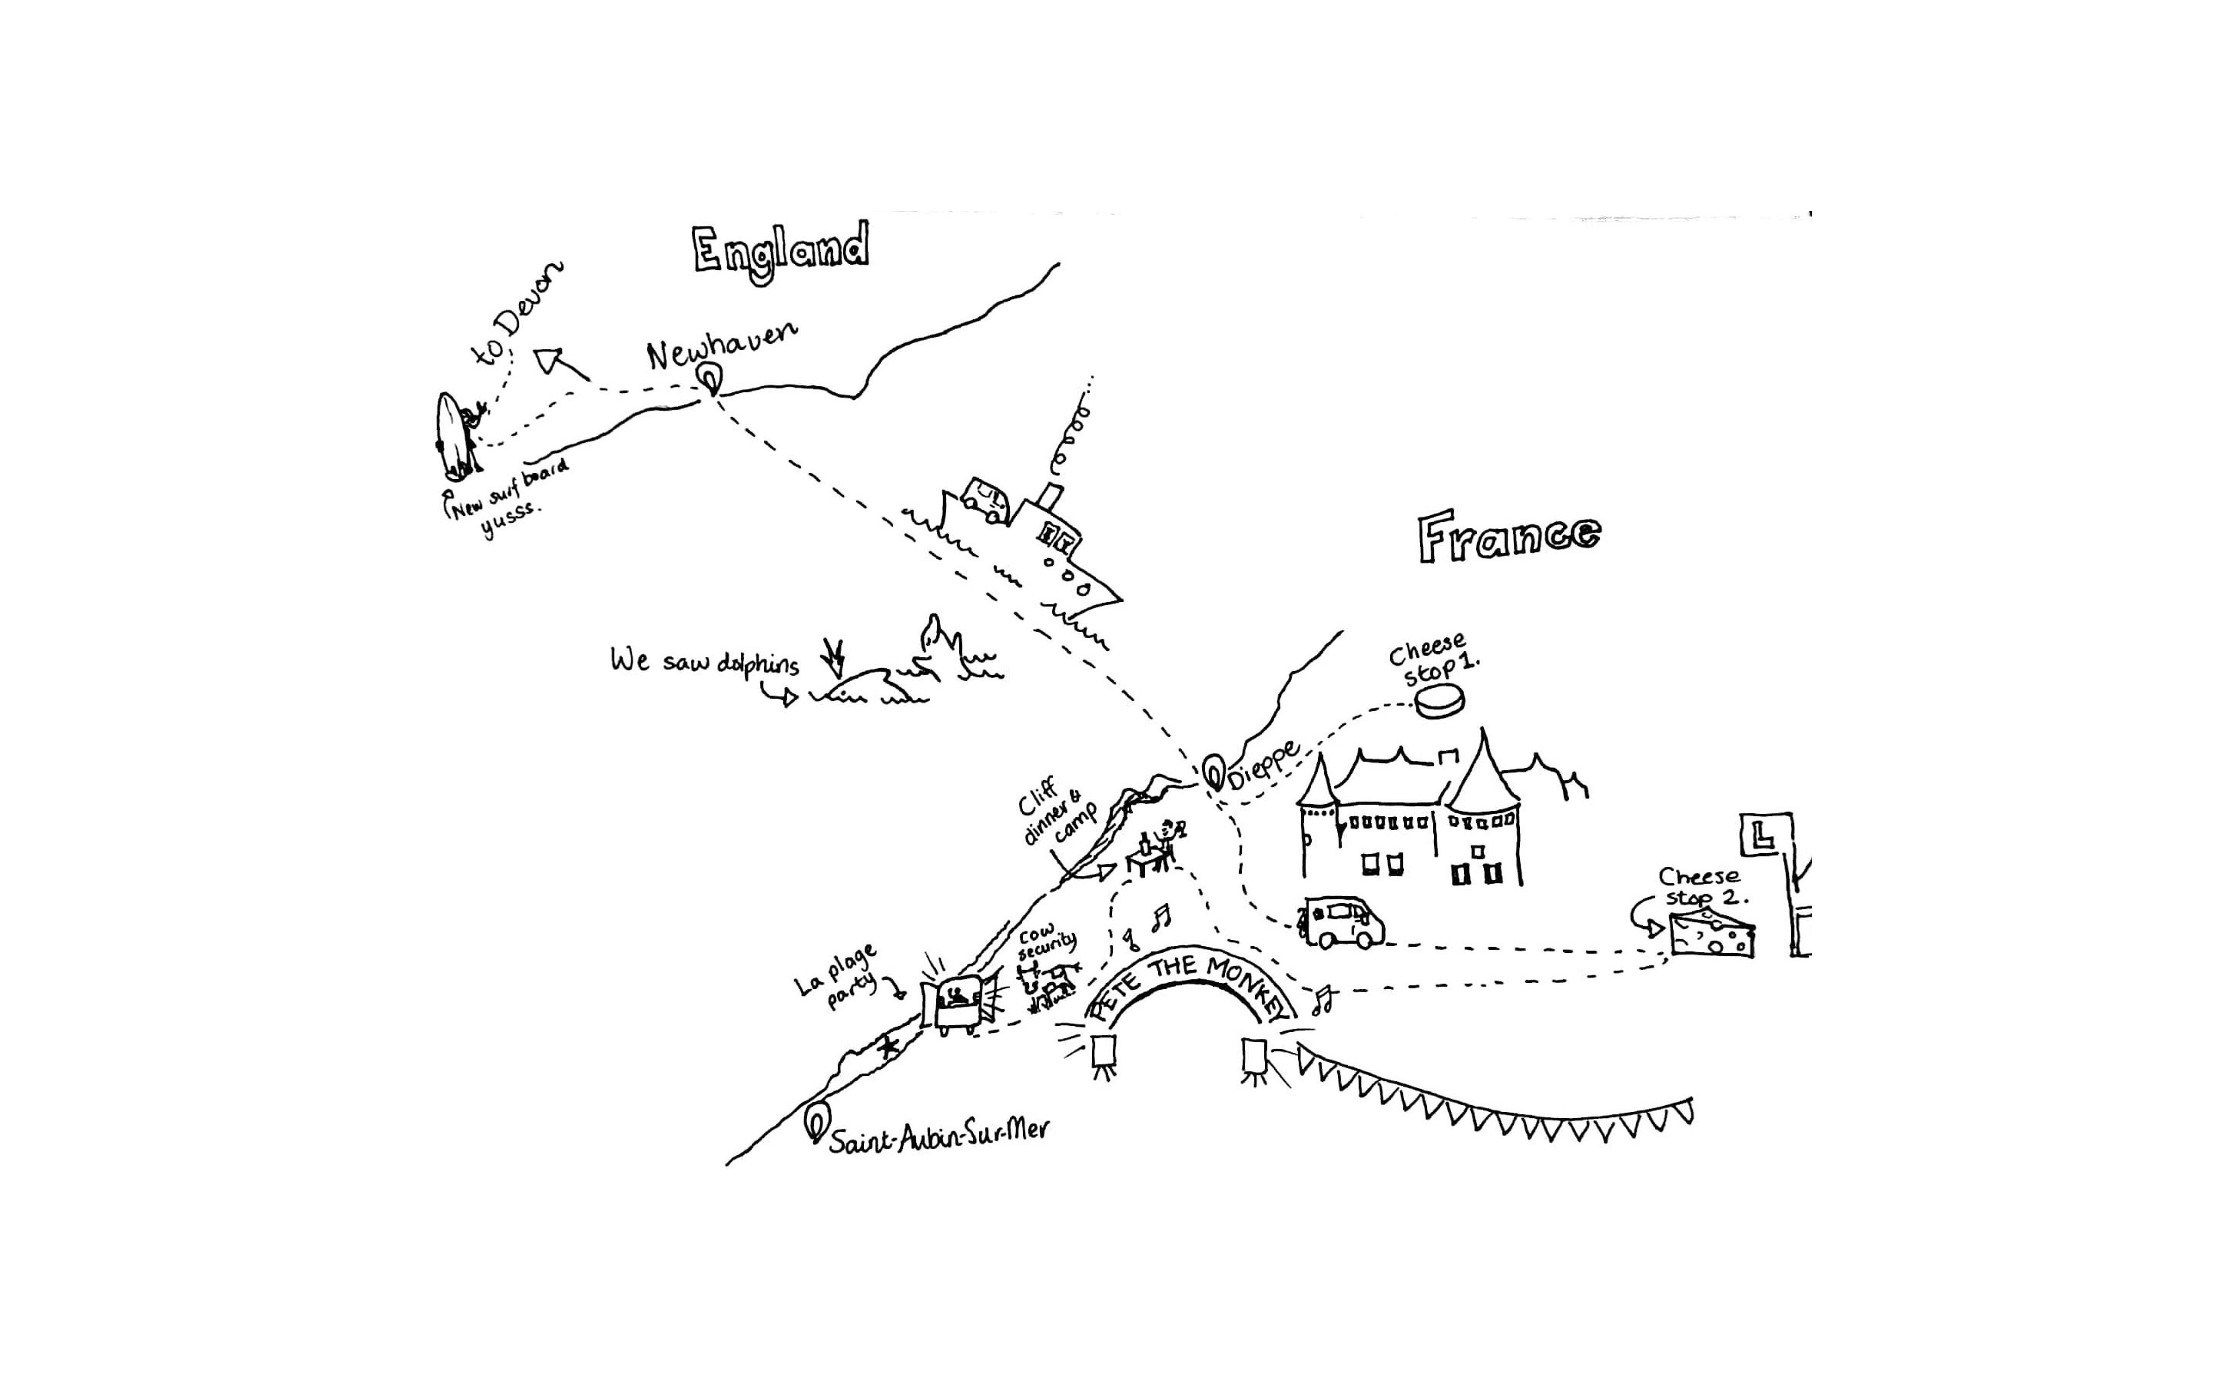 England
to Devon
Newhaven
New surf board
yusss.
France
We saw dolphins
Cheese
stop 1.
Dieppe
Cliff
dinner &
camp
L
Cheese
stop 2.
Cow
security
La plage
party
PETE THE MONKEY
Saint-Aubin-Sur-Mer